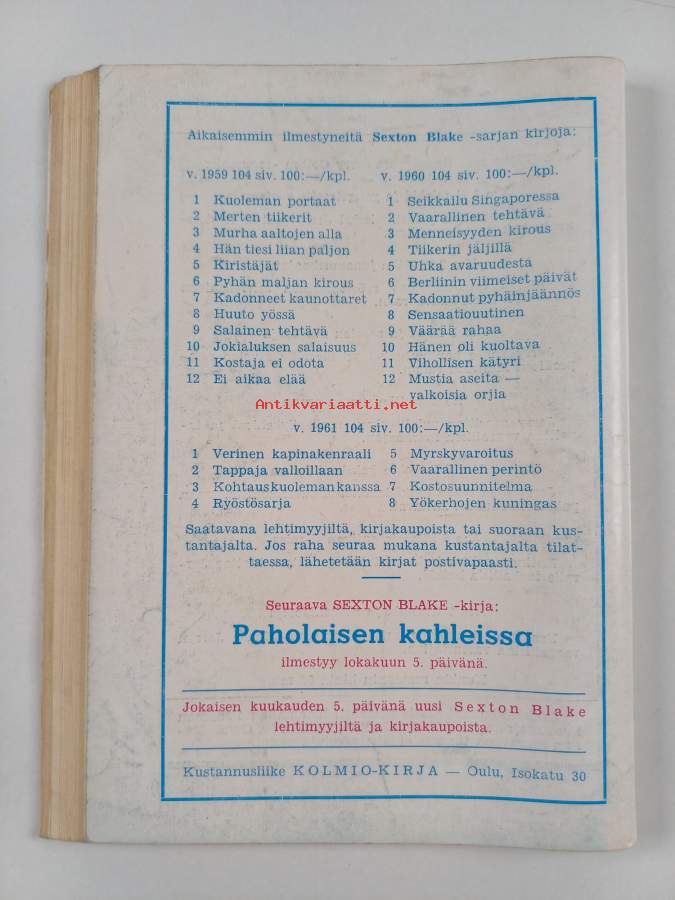 Aikaisemmin ilmestyneitä Sexton Blake -sarjan kirjoja:
v. 1959 104 siv. 100:—/kpl.
1 Kuoleman portaat
2 Merten tiikerit
3 Murha aaltojen alla
4 Hän tiesi liian paljon
5 Kiristäjät
6 Pyhän maljan kirous
7 Kadonneet kaunottaret
8 Huuto yössä
9 Salainen tehtävä
10 Jokialuksen salaisuus
11 Kostaja ei odota
12 Ei aikaa elää
v. 1960 104 siv. 100:—/kpl.
1 Seikkailu Singaporessa
2 Vaarallinen tehtävä
3 Menneisyyden kirous
4 Tiikerin jäljillä
5 Uhka avaruudesta
6 Berliinin viimeiset päivät
7 Kadonnut pyhäinjäännös
8 Sensaatiouutinen
9 Väärää rahaa
10 Hänen oli kuoltava
11 Vihollisen kätyri
12 Mustia aseita —
valkoisia orjia
Antikvariaatti.net
v. 1961 104 siv. 100:—/kpl.
1 Verinen kapinakenraali
2 Tappaja valloillaan
3 Kohtaus kuoleman kanssa
4 Ryöstösarja
5 Myrskyvaroitus
6 Vaarallinen perintö
7 Kostosuunnitelma
8 Yökerhojen kuningas
Saatavana lehtimyyjiltä, kirjakaupoista tai suoraan kus-
tantajalta. Jos raha seuraa mukana kustantajalta tilat-
taessa, lähetetään kirjat postivapaasti.
Seuraava SEXTON BLAKE -kirja:
Paholaisen kahleissa
ilmestyy lokakuun 5. päivänä.
Jokaisen kuukauden 5. päivänä uusi Sexton Blake
lehtimyyjiltä ja kirjakaupoista.
Kustannusliike KOLMIO-KIRJA — Oulu, Isokatu 30